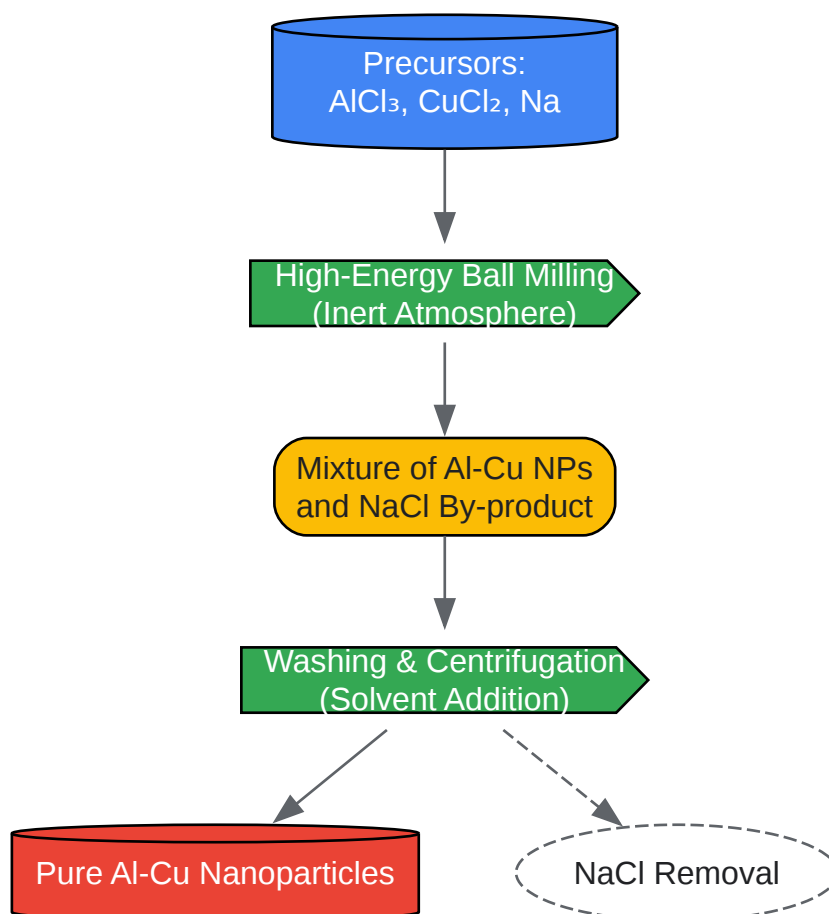 Precursors:
AlCl₃, CuCl₂, Na
High-Energy Ball Milling
(Inert Atmosphere)
Mixture of Al-Cu NPs
and NaCl By-product
Washing & Centrifugation
(Solvent Addition)
Pure Al-Cu Nanoparticles
NaCl Removal